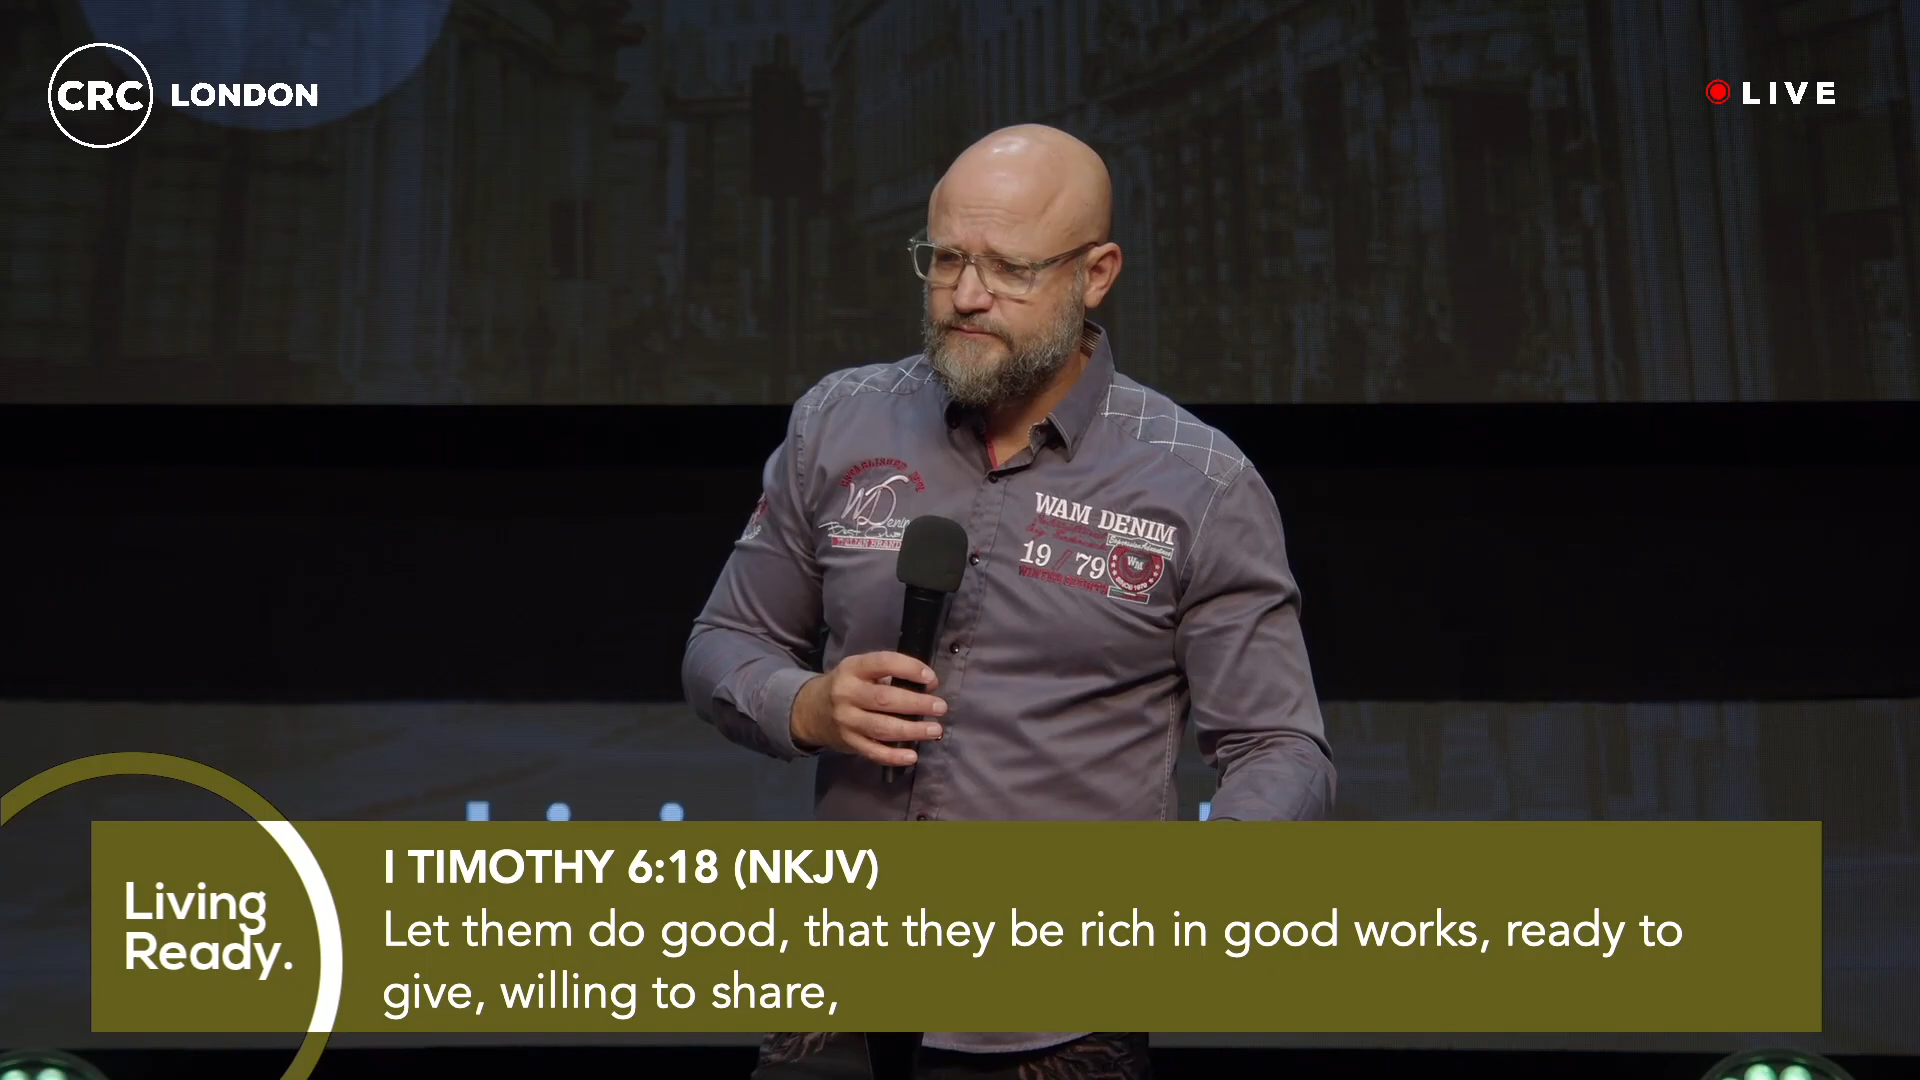 CRC LONDON
LIVE
WAM DENIM
19 79
WM
I TIMOTHY 6:18 (NKJV)
Let them do good, that they be rich in good works, ready to
give, willing to share,
Living
Ready.